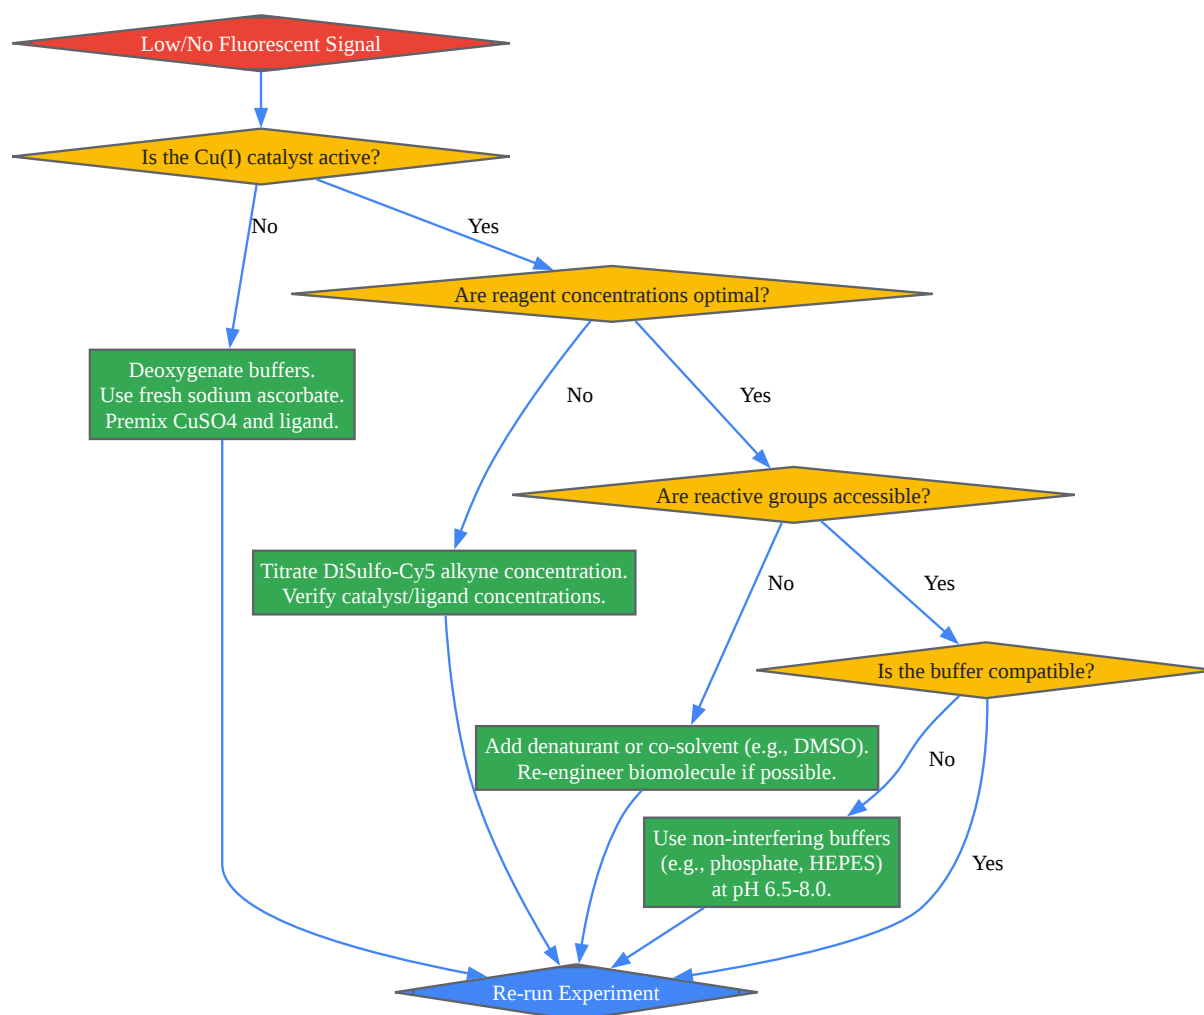 Low/No Fluorescent Signal
Is the Cu(I) catalyst active?
No
Yes
Are reagent concentrations optimal?
Deoxygenate buffers.
Use fresh sodium ascorbate.
Premix CuSO4 and ligand.
No
Yes
Are reactive groups accessible?
Titrate DiSulfo-Cy5 alkyne concentration.
Verify catalyst/ligand concentrations.
No
Yes
Is the buffer compatible?
Add denaturant or co-solvent (e.g., DMSO).
Re-engineer biomolecule if possible.
No
Use non-interfering buffers
(e.g., phosphate, HEPES)
at pH 6.5-8.0.
Yes
Re-run Experiment